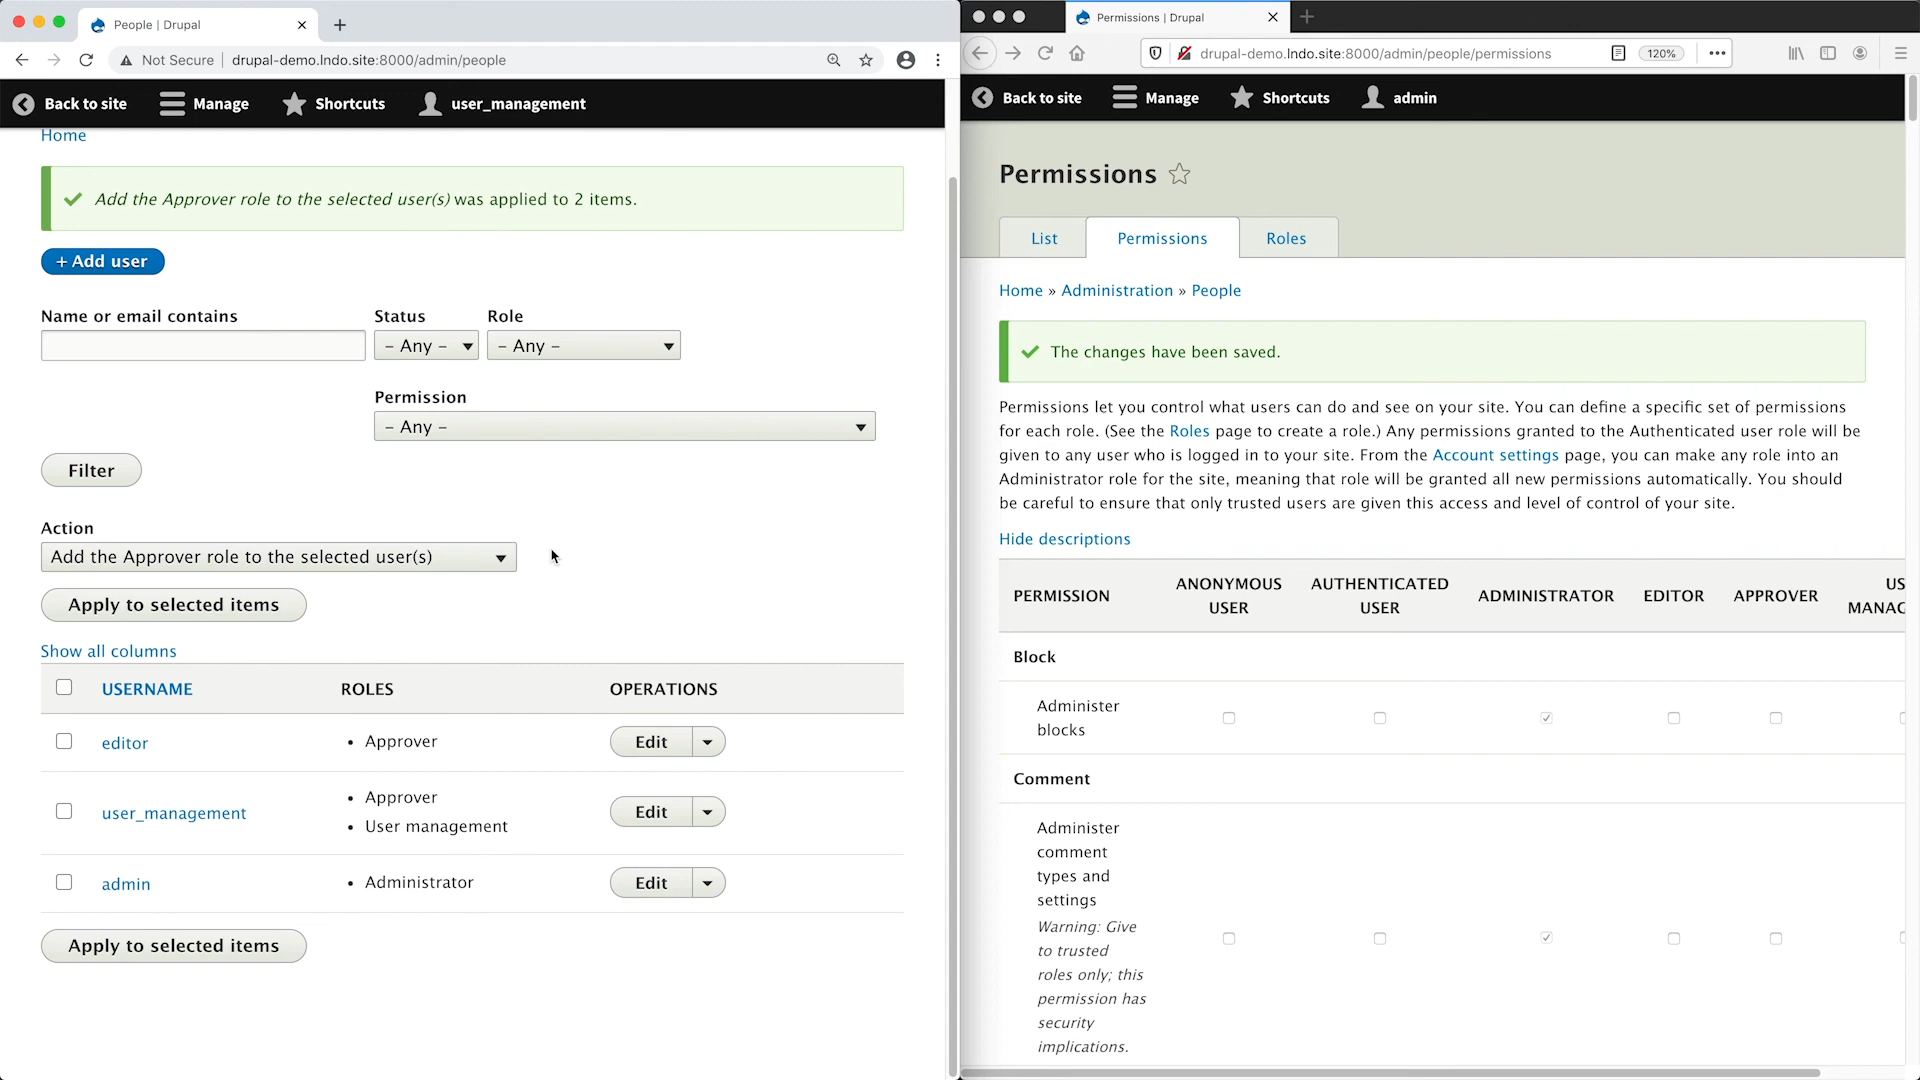 People | Drupal
Not Secure
drupal-demo.lndo.site:8000/admin/people
Back to site
Manage
Shortcuts
user_management
Home
Add the Approver role to the selected user(s) was applied to 2 items.
+ Add user
Name or email contains
Status
Role
- Any -
- Any -
Permission
- Any -
Filter
Action
Add the Approver role to the selected user(s)
Apply to selected items
Show all columns
USERNAME
ROLES
OPERATIONS
editor
Approver
Edit
user_management
Approver
User management
Edit
admin
Administrator
Edit
Apply to selected items
Permissions | Drupal
drupal-demo.lndo.site:8000/admin/people/permissions
120%
Back to site
Manage
Shortcuts
admin
Permissions
List
Permissions
Roles
Home » Administration » People
The changes have been saved.
Permissions let you control what users can do and see on your site. You can define a specific set of permissions
for each role. (See the Roles page to create a role.) Any permissions granted to the Authenticated user role will be
given to any user who is logged in to your site. From the Account settings page, you can make any role into an
Administrator role for the site, meaning that role will be granted all new permissions automatically. You should
be careful to ensure that only trusted users are given this access and level of control of your site.
Hide descriptions
PERMISSION
ANONYMOUS
USER
AUTHENTICATED
USER
ADMINISTRATOR
EDITOR
APPROVER
US
MANAG
Block
Administer
blocks
Comment
Administer
comment
types and
settings
Warning: Give
to trusted
roles only; this
permission has
security
implications.